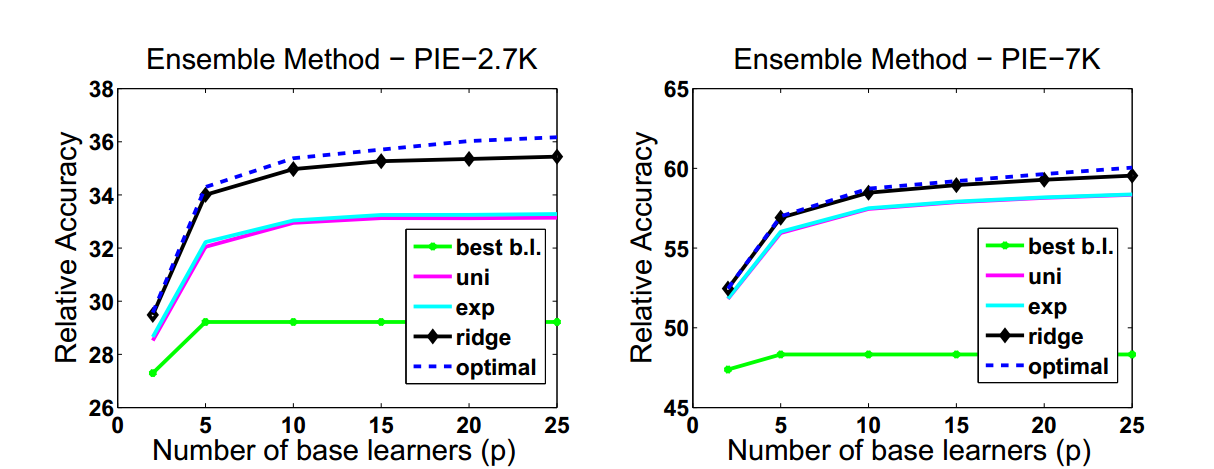 Ensemble Method − PIE−2.7K
38
36
34
32
30
28
26
Relative Accuracy
0 5 10 15 20 25
Number of base learners (p)
best b.l.
uni
exp
ridge
optimal
Ensemble Method − PIE−7K
65
60
55
50
45
Relative Accuracy
0 5 10 15 20 25
Number of base learners (p)
best b.l.
uni
exp
ridge
optimal